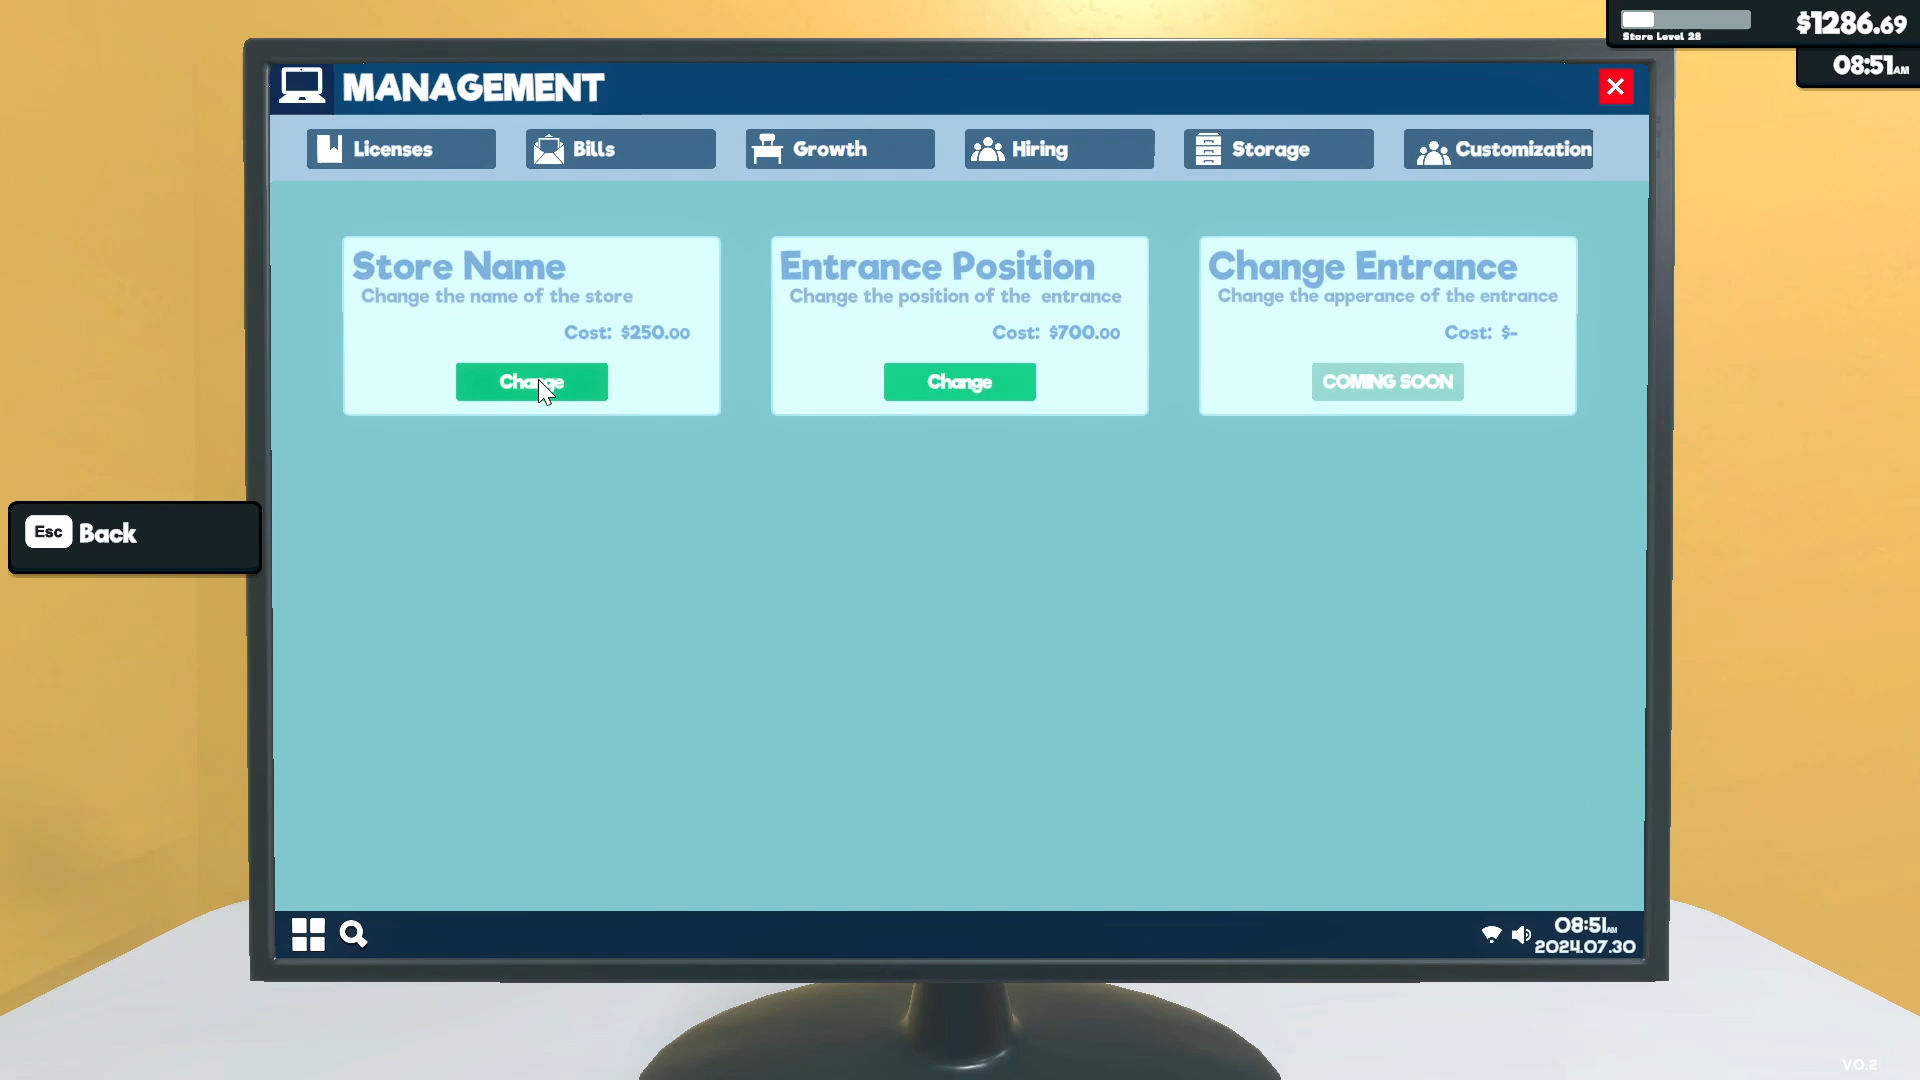 Store Level 28
$1286.69
08:51AM
MANAGEMENT
Licenses
Bills
Growth
Hiring
Storage
Customization
Store Name
Change the name of the store
Cost: $250.00
Change
Entrance Position
Change the position of the entrance
Cost: $700.00
Change
Change Entrance
Change the apperance of the entrance
Cost: $-
COMING SOON
Esc Back
08:51AM
2024.07.30
V0.2